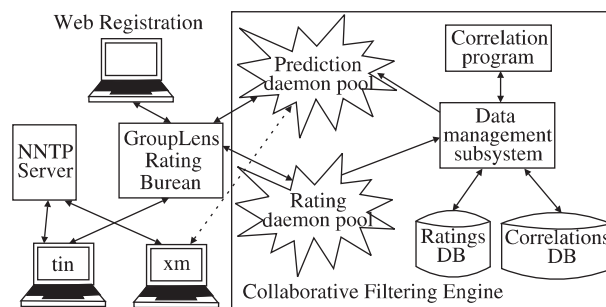 Web Registration
Prediction
daemon pool
Correlation
program
NNTP
Server
GroupLens
Rating
Burean
Data
management
subsystem
Rating
daemon pool
tin
xm
Ratings
DB
Correlations
DB
Collaborative Filtering Engine